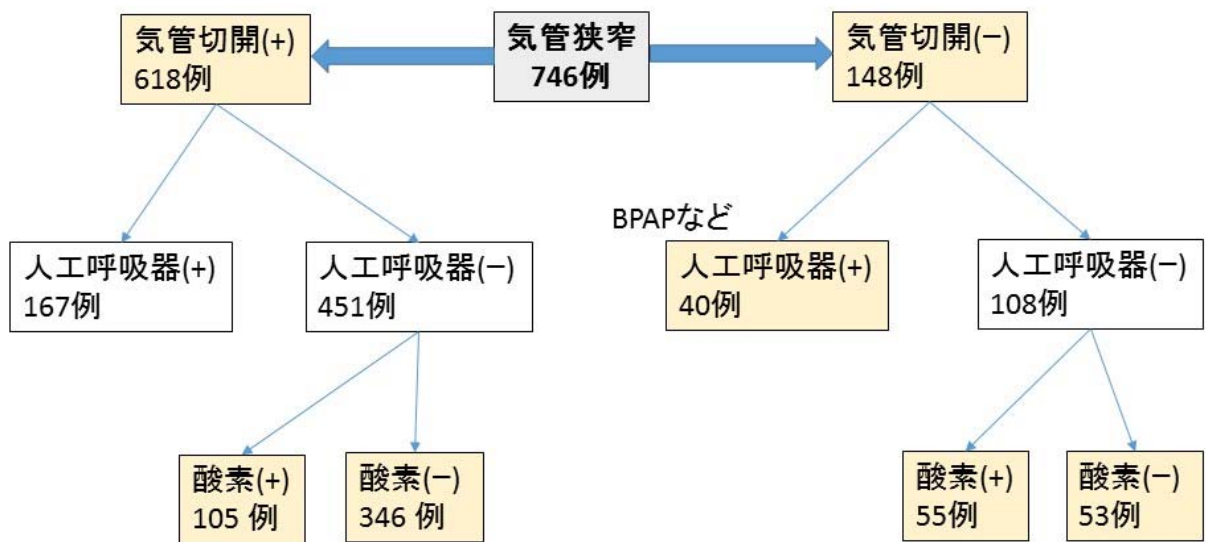 気管切開(+)
618例
気管狭窄
746例
気管切開(−)
148例
BPAPなど
人工呼吸器(+)
167例
人工呼吸器(−)
451例
人工呼吸器(+)
40例
人工呼吸器(−)
108例
酸素(+)
105 例
酸素(−)
346 例
酸素(+)
55例
酸素(−)
53例